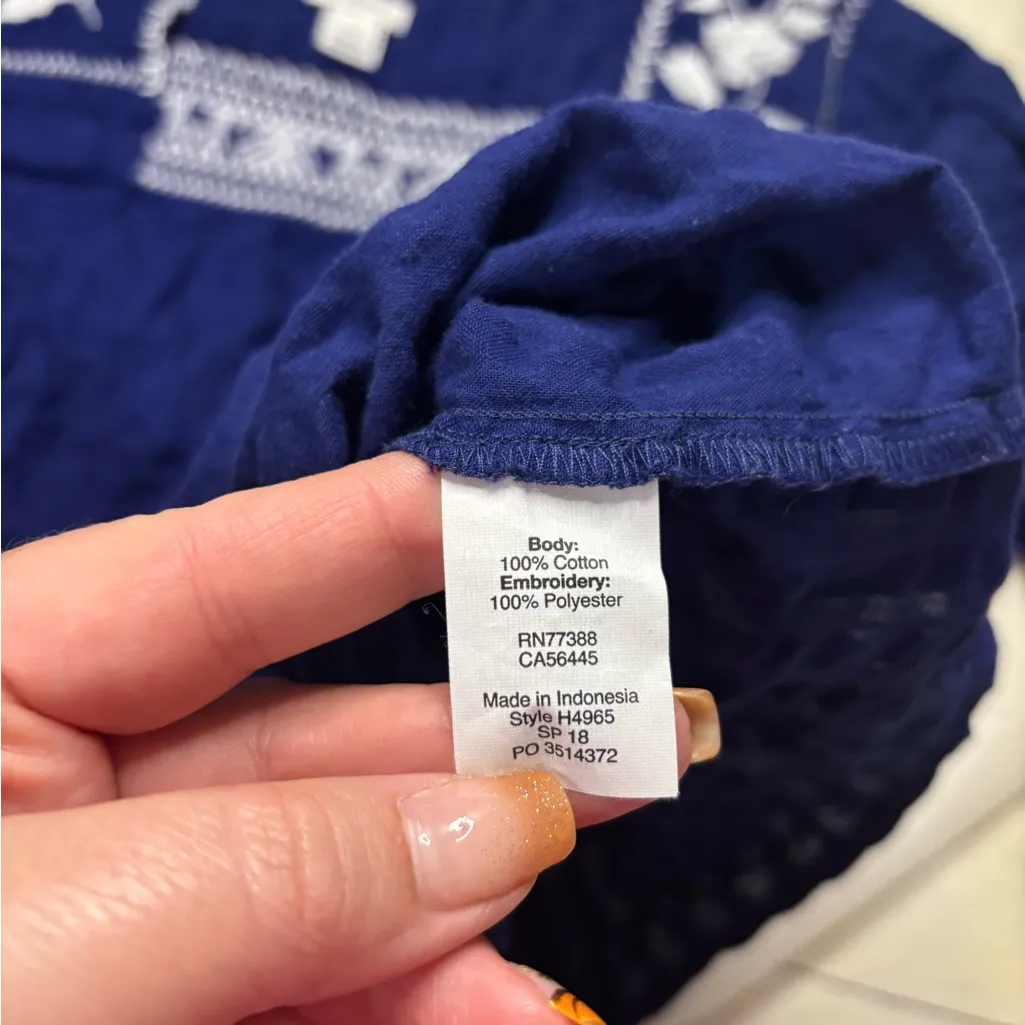 Body:
100% Cotton
Embroidery:
100% Polyester
RN77388
CA56445
Made in Indonesia
Style H4965
SP 18
PO 3514372